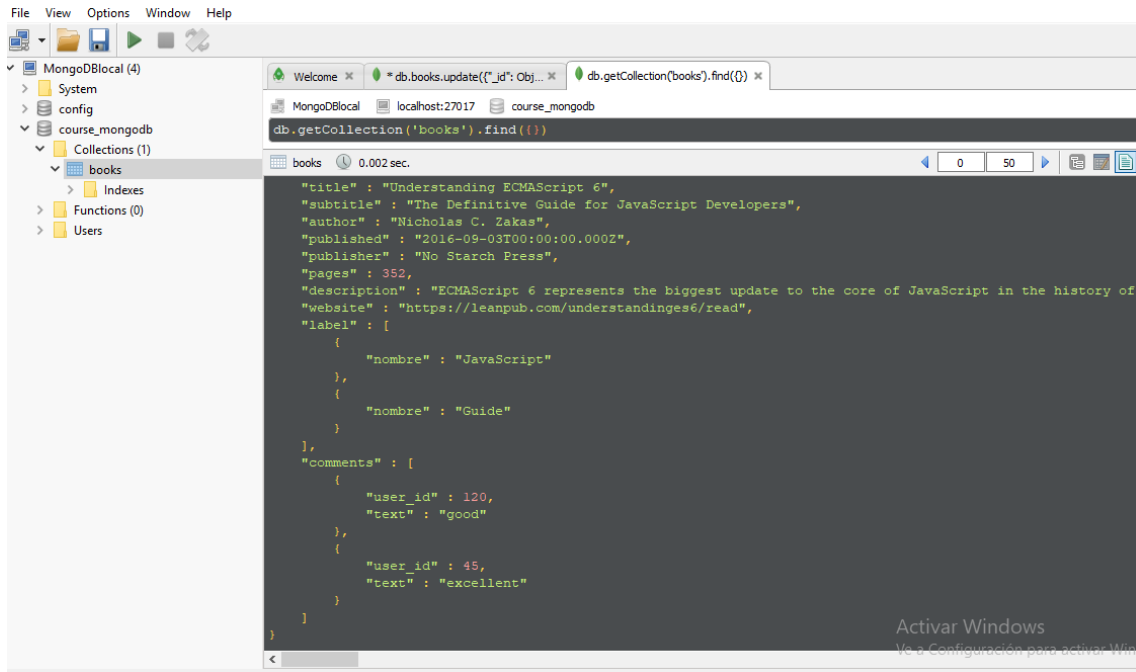 File View Options Window Help
MongoDBlocal (4)
System
config
course_mongodb
Collections (1)
books
Indexes
Functions (0)
Users
Welcome
* db.books.update({"_id": Obj...
db.getCollection('books').find({})
MongoDBlocal localhost:27017 course_mongodb
db.getCollection('books').find({})
books 0.002 sec. 0 50
"title" : "Understanding ECMAScript 6",
"subtitle" : "The Definitive Guide for JavaScript Developers",
"author" : "Nicholas C. Zakas",
"published" : "2016-09-03T00:00:00.000Z",
"publisher" : "No Starch Press",
"pages" : 352,
"description" : "ECMAScript 6 represents the biggest update to the core of JavaScript in the history of
"website" : "https://leanpub.com/understandinges6/read",
"label" : [
{
"nombre" : "JavaScript"
},
{
"nombre" : "Guide"
}
],
"comments" : [
{
"user_id" : 120,
"text" : "good"
},
{
"user_id" : 45,
"text" : "excellent"
}
]
}
Activar Windows
Ve a Configuración para activar Win